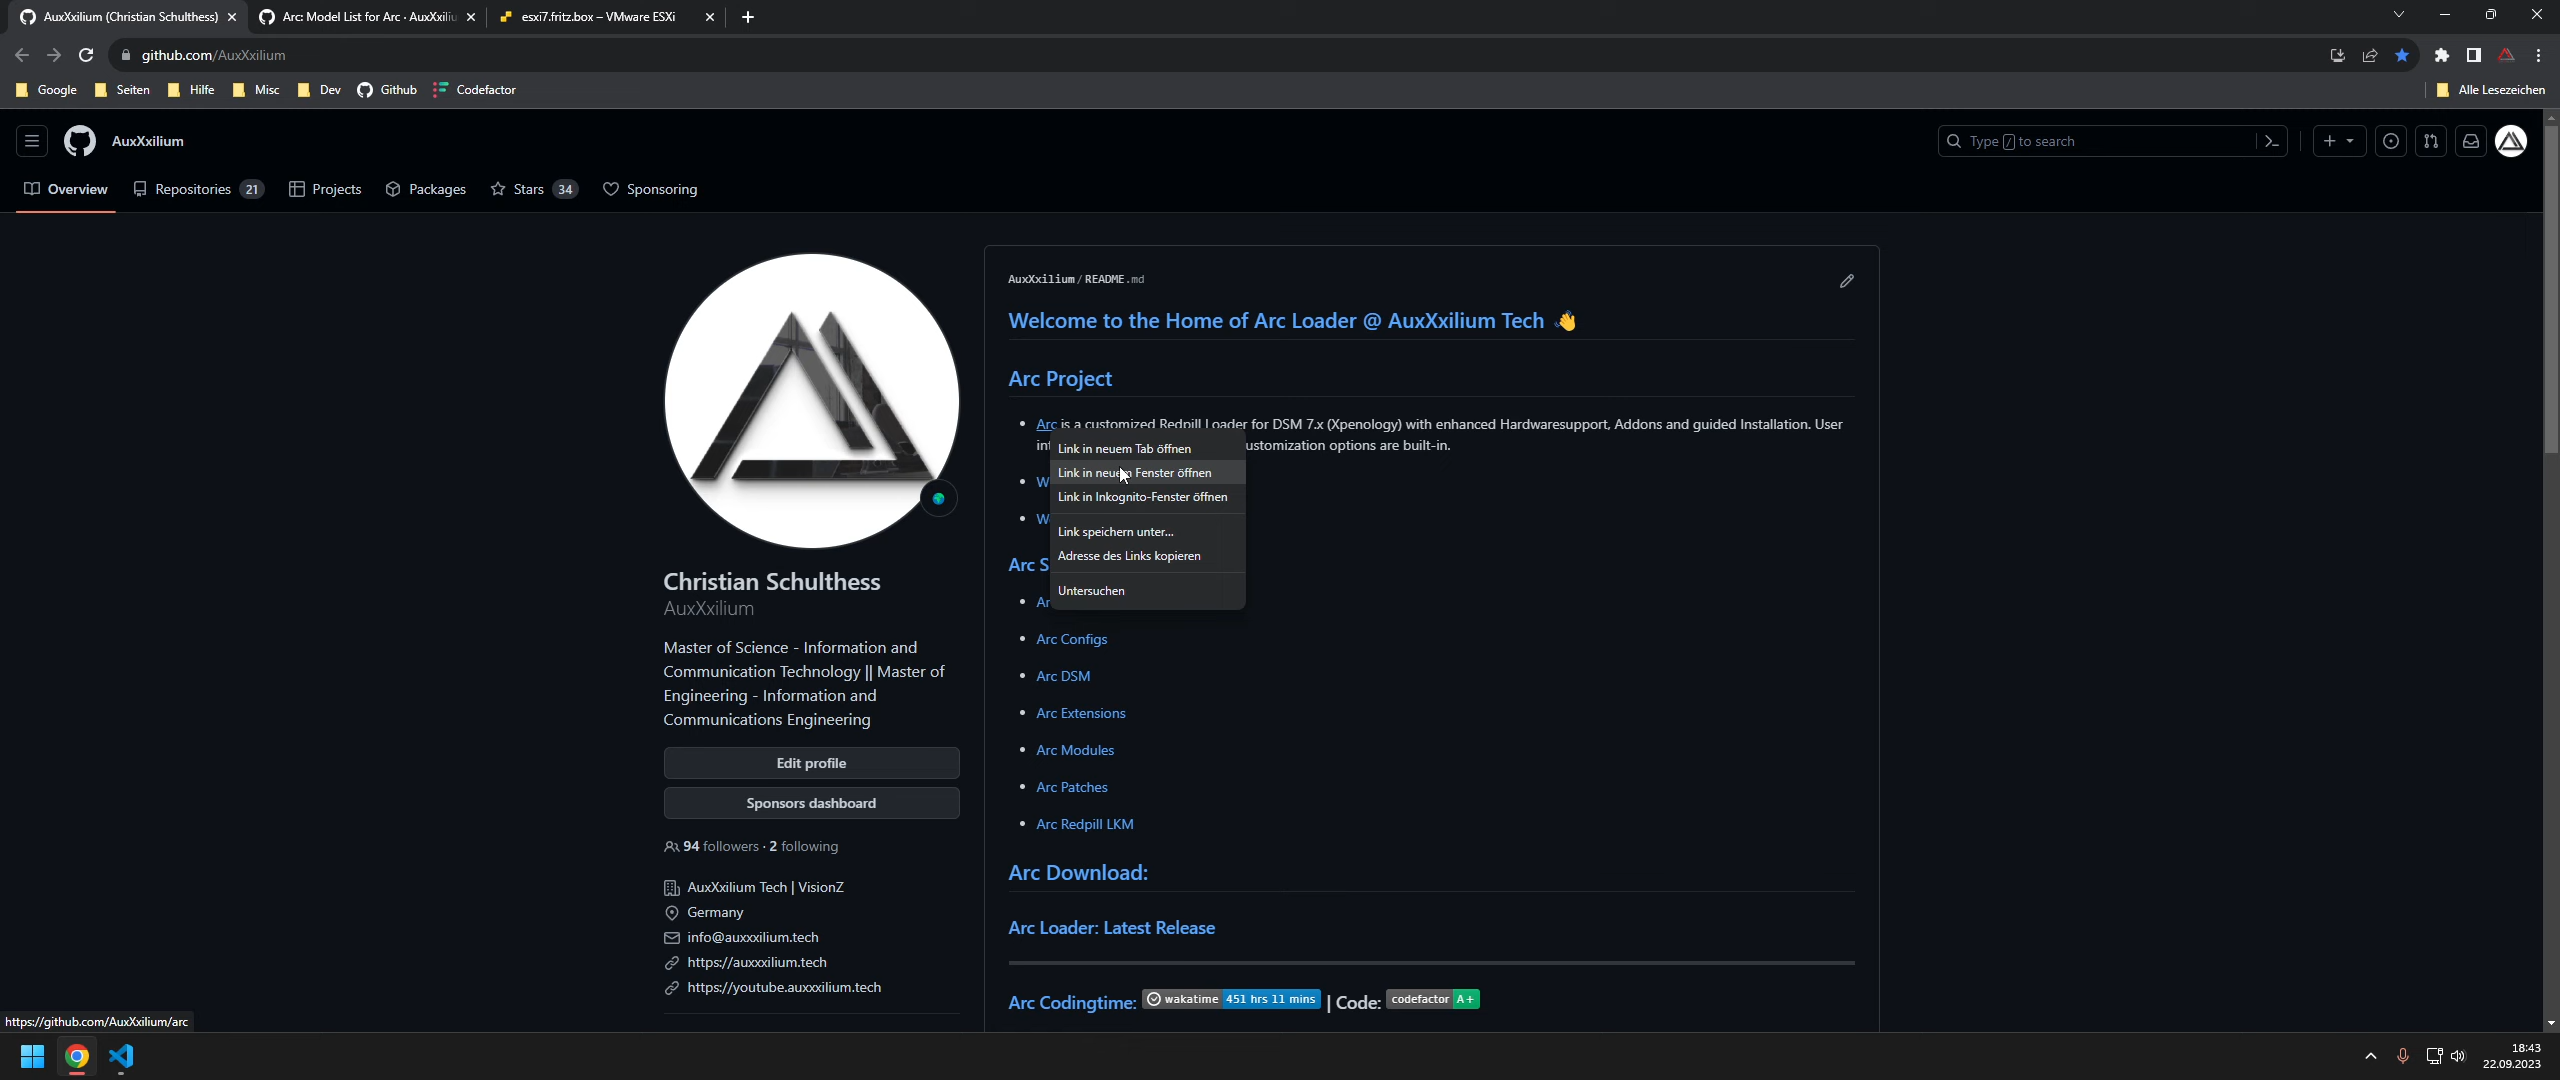 AuxXxilium (Christian Schulthess)
Arc: Model List for Arc · AuxXxiliu
esxi7.fritz.box – VMware ESXi
github.com/AuxXxilium
Google
Seiten
Hilfe
Misc
Dev
Github
Codefactor
Alle Lesezeichen
AuxXxilium
Type / to search
Overview
Repositories 21
Projects
Packages
Stars 34
Sponsoring
AuxXxilium / README.md
Welcome to the Home of Arc Loader @ AuxXxilium Tech 👋
Arc Project
Arc is a customized Redpill Loader for DSM 7.x (Xpenology) with enhanced Hardwaresupport, Addons and guided Installation. User
ustomization options are built-in.
Link in neuem Tab öffnen
Link in neuem Fenster öffnen
Link in Inkognito-Fenster öffnen
Link speichern unter...
Adresse des Links kopieren
Untersuchen
Arc S
Arc Configs
Arc DSM
Arc Extensions
Arc Modules
Arc Patches
Arc Redpill LKM
Arc Download:
Arc Loader: Latest Release
Arc Codingtime: wakatime 451 hrs 11 mins | Code: codefactor A+
Christian Schulthess
AuxXxilium
Master of Science - Information and
Communication Technology || Master of
Engineering - Information and
Communications Engineering
Edit profile
Sponsors dashboard
94 followers · 2 following
AuxXxilium Tech | VisionZ
Germany
info@auxxxilium.tech
https://auxxxilium.tech
https://youtube.auxxxilium.tech
https://github.com/AuxXxilium/arc
18:43
22.09.2023